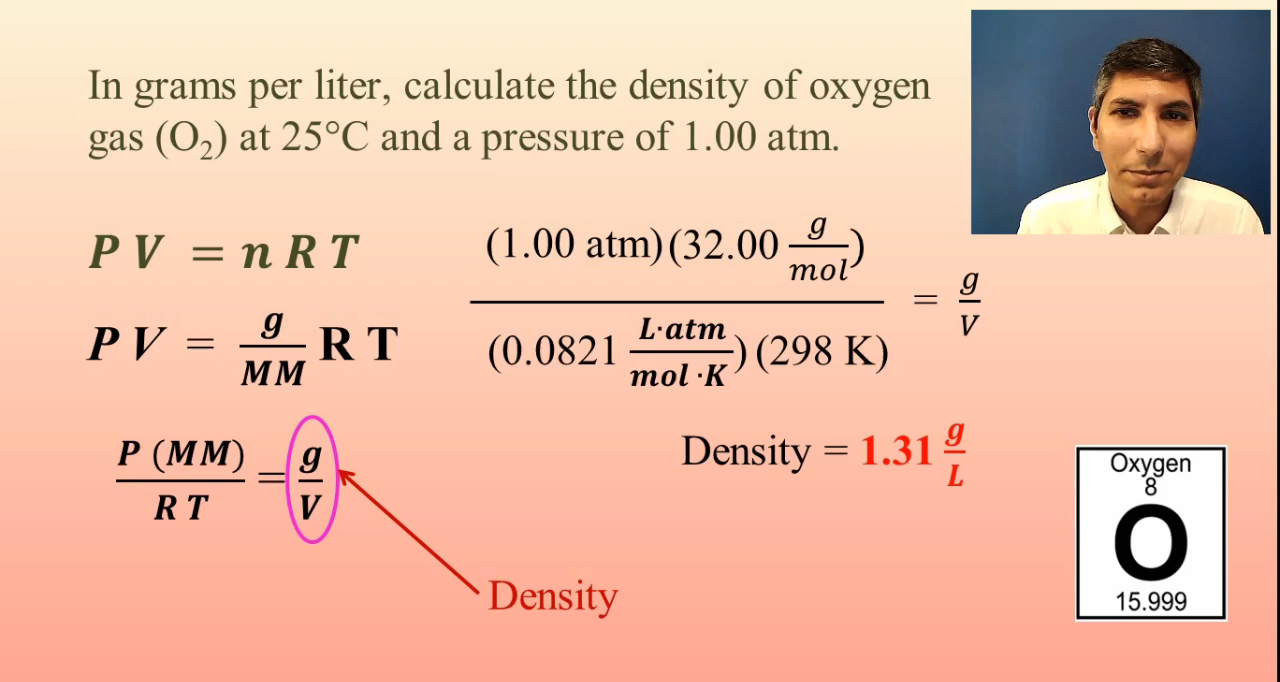 In grams per liter, calculate the density of oxygen
gas (O₂) at 25°C and a pressure of 1.00 atm.
P V = n R T
P V = g/MM R T
P (MM)/R T = g/V
Density
(1.00 atm)(32.00 g/mol)
(0.0821 L·atm/mol·K)(298 K)
= g/V
Density = 1.31 g/L
Oxygen
8
O
15.999